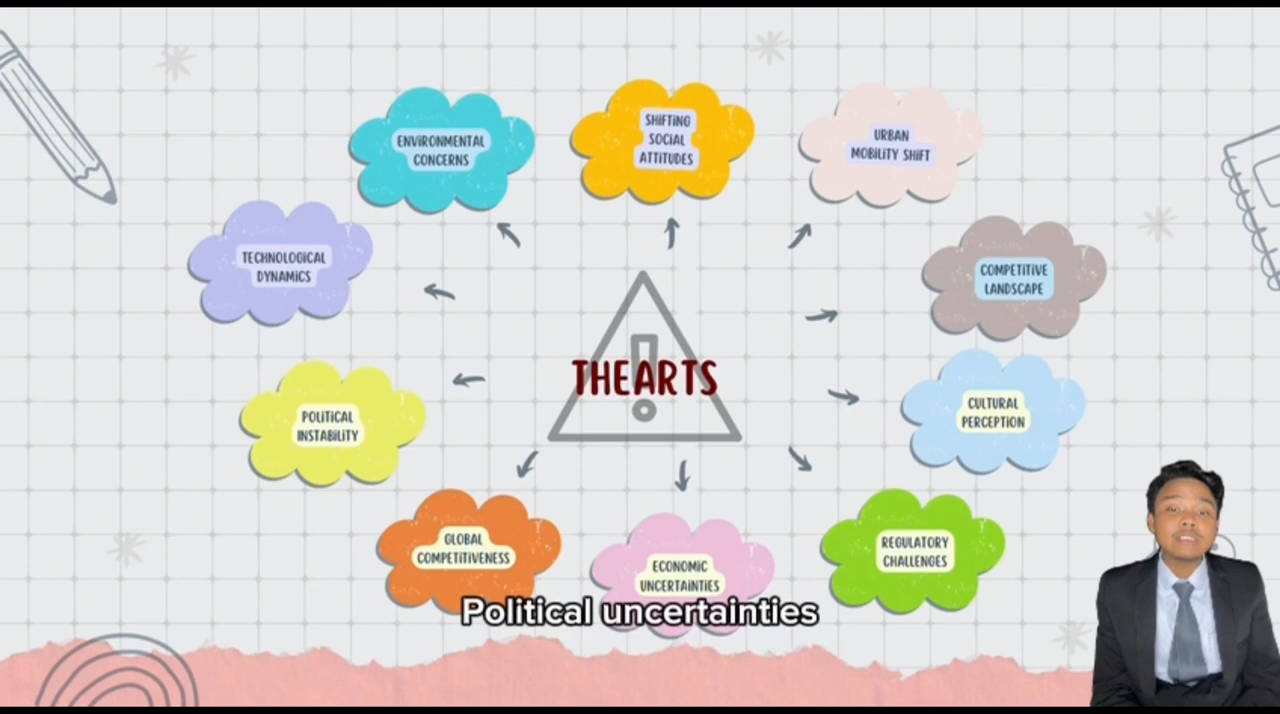 ENVIRONMENTAL
CONCERNS
SHIFTING
SOCIAL
ATTITUDES
URBAN
MOBILITY SHIFT
TECHNOLOGICAL
DYNAMICS
COMPETITIVE
LANDSCAPE
THEARTS
POLITICAL
INSTABILITY
CULTURAL
PERCEPTION
GLOBAL
COMPETITIVENESS
ECONOMIC
UNCERTAINTIES
REGULATORY
CHALLENGES
Political uncertainties